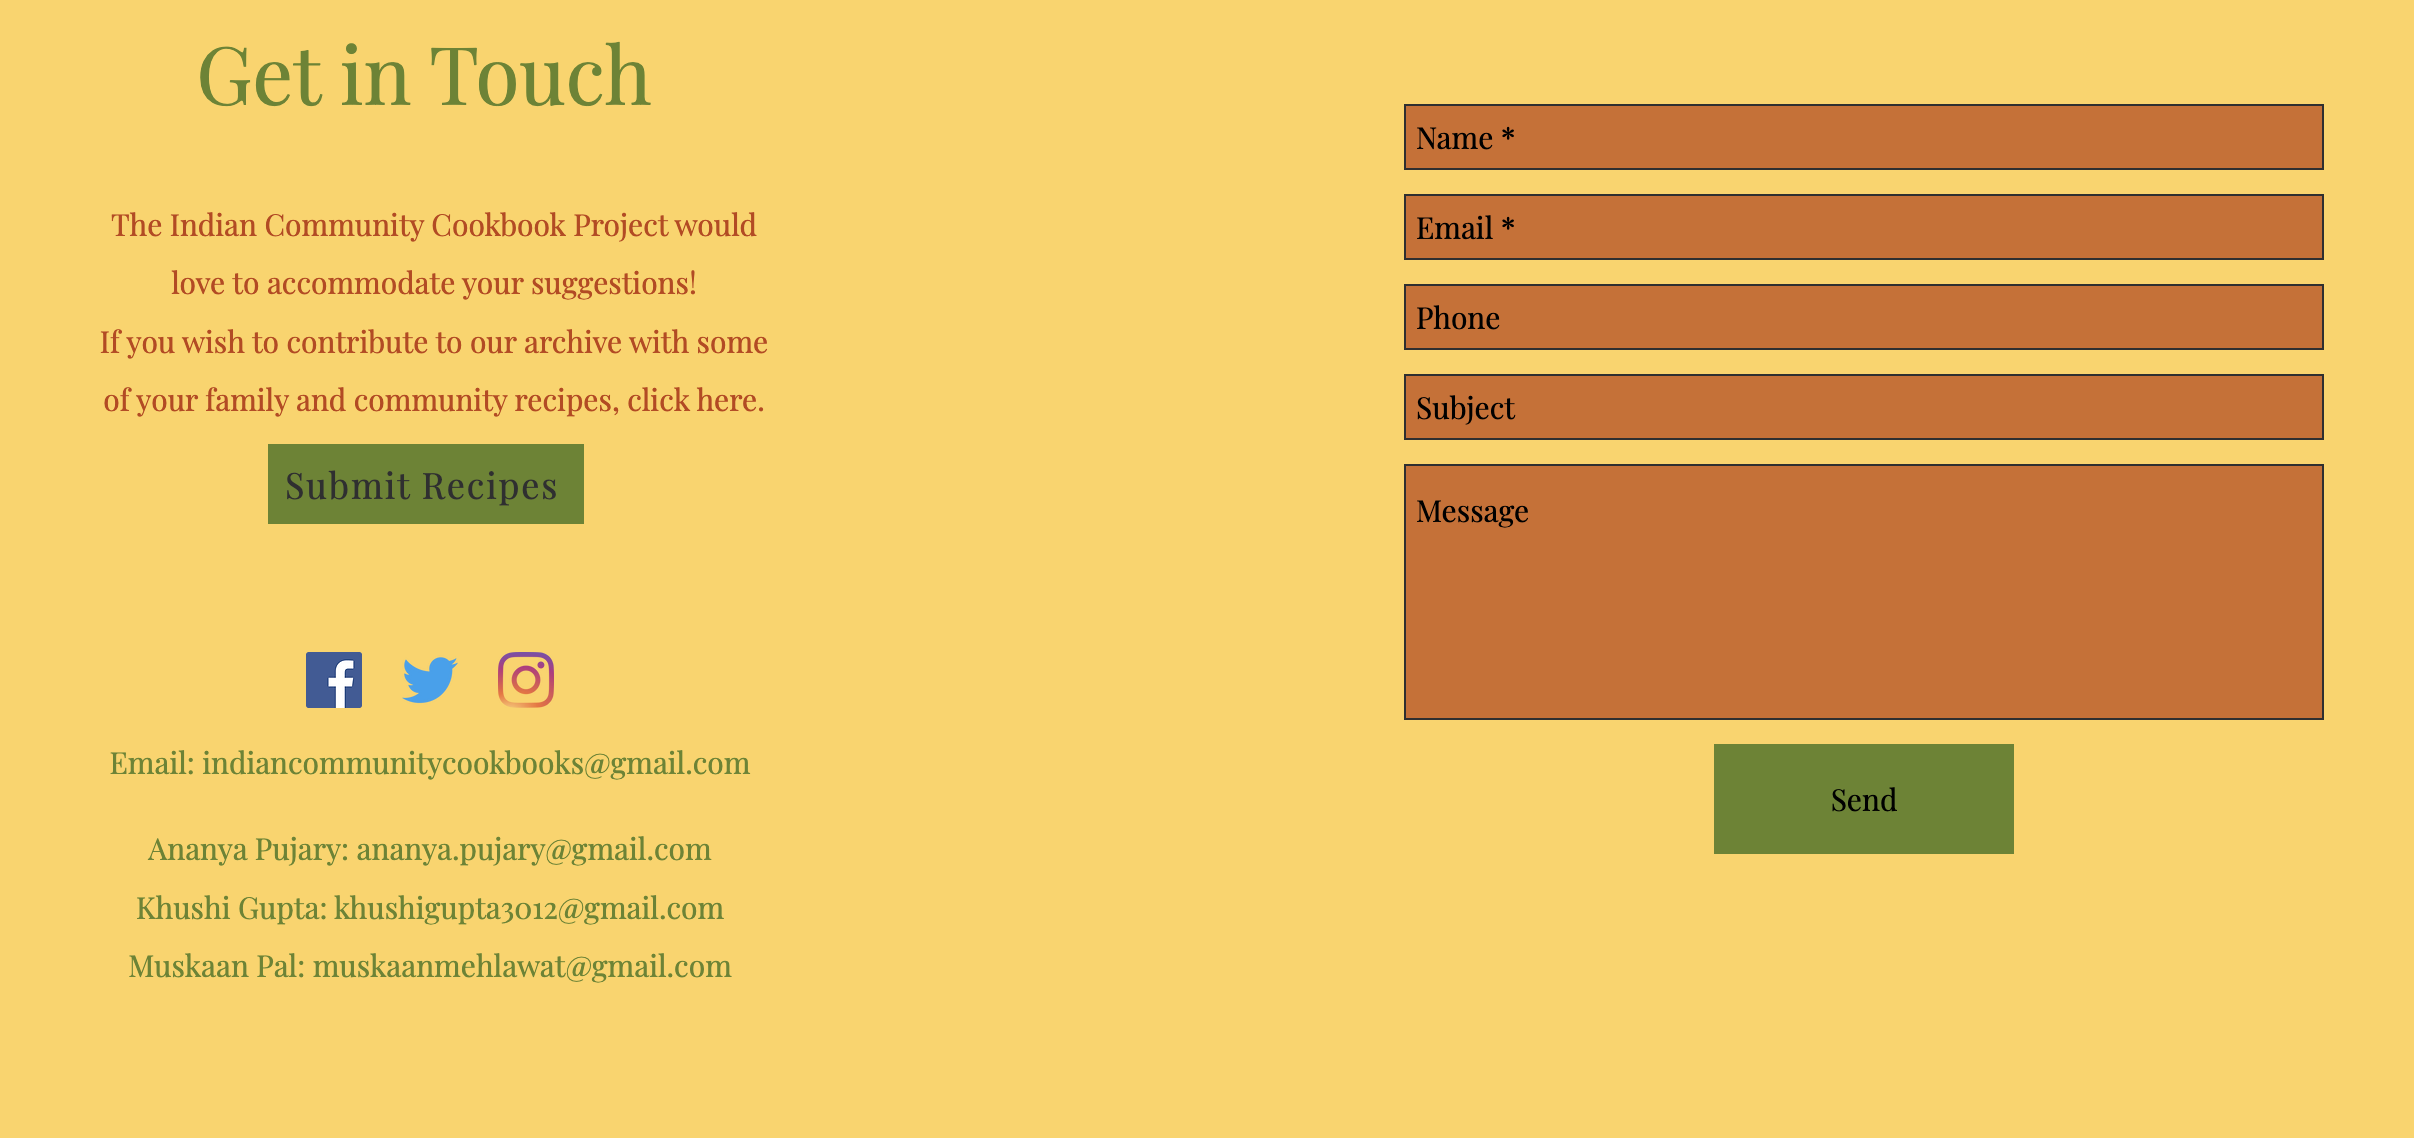 Get in Touch
The Indian Community Cookbook Project would
love to accommodate your suggestions!
If you wish to contribute to our archive with some
of your family and community recipes, click here.
Submit Recipes
Email: indiancommunitycookbooks@gmail.com
Ananya Pujary: ananya.pujary@gmail.com
Khushi Gupta: khushigupta3012@gmail.com
Muskaan Pal: muskaanmehlawat@gmail.com
Name *
Email *
Phone
Subject
Message
Send